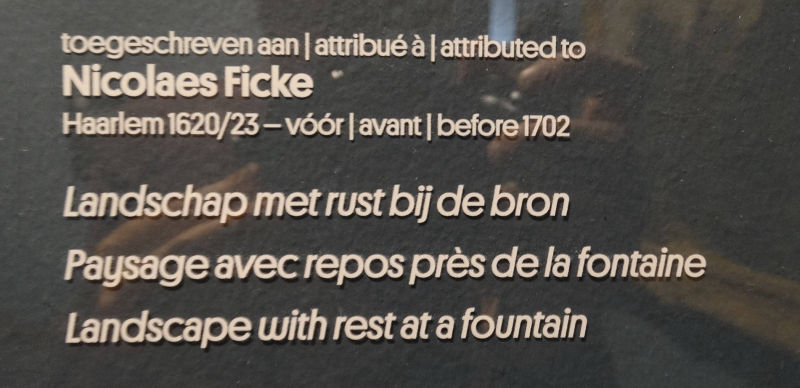 toegeschreven aan | attribué à | attributed to
Nicolaes Ficke
Haarlem 1620/23 – vóór | avant | before 1702
Landschap met rust bij de bron
Paysage avec repos près de la fontaine
Landscape with rest at a fountain